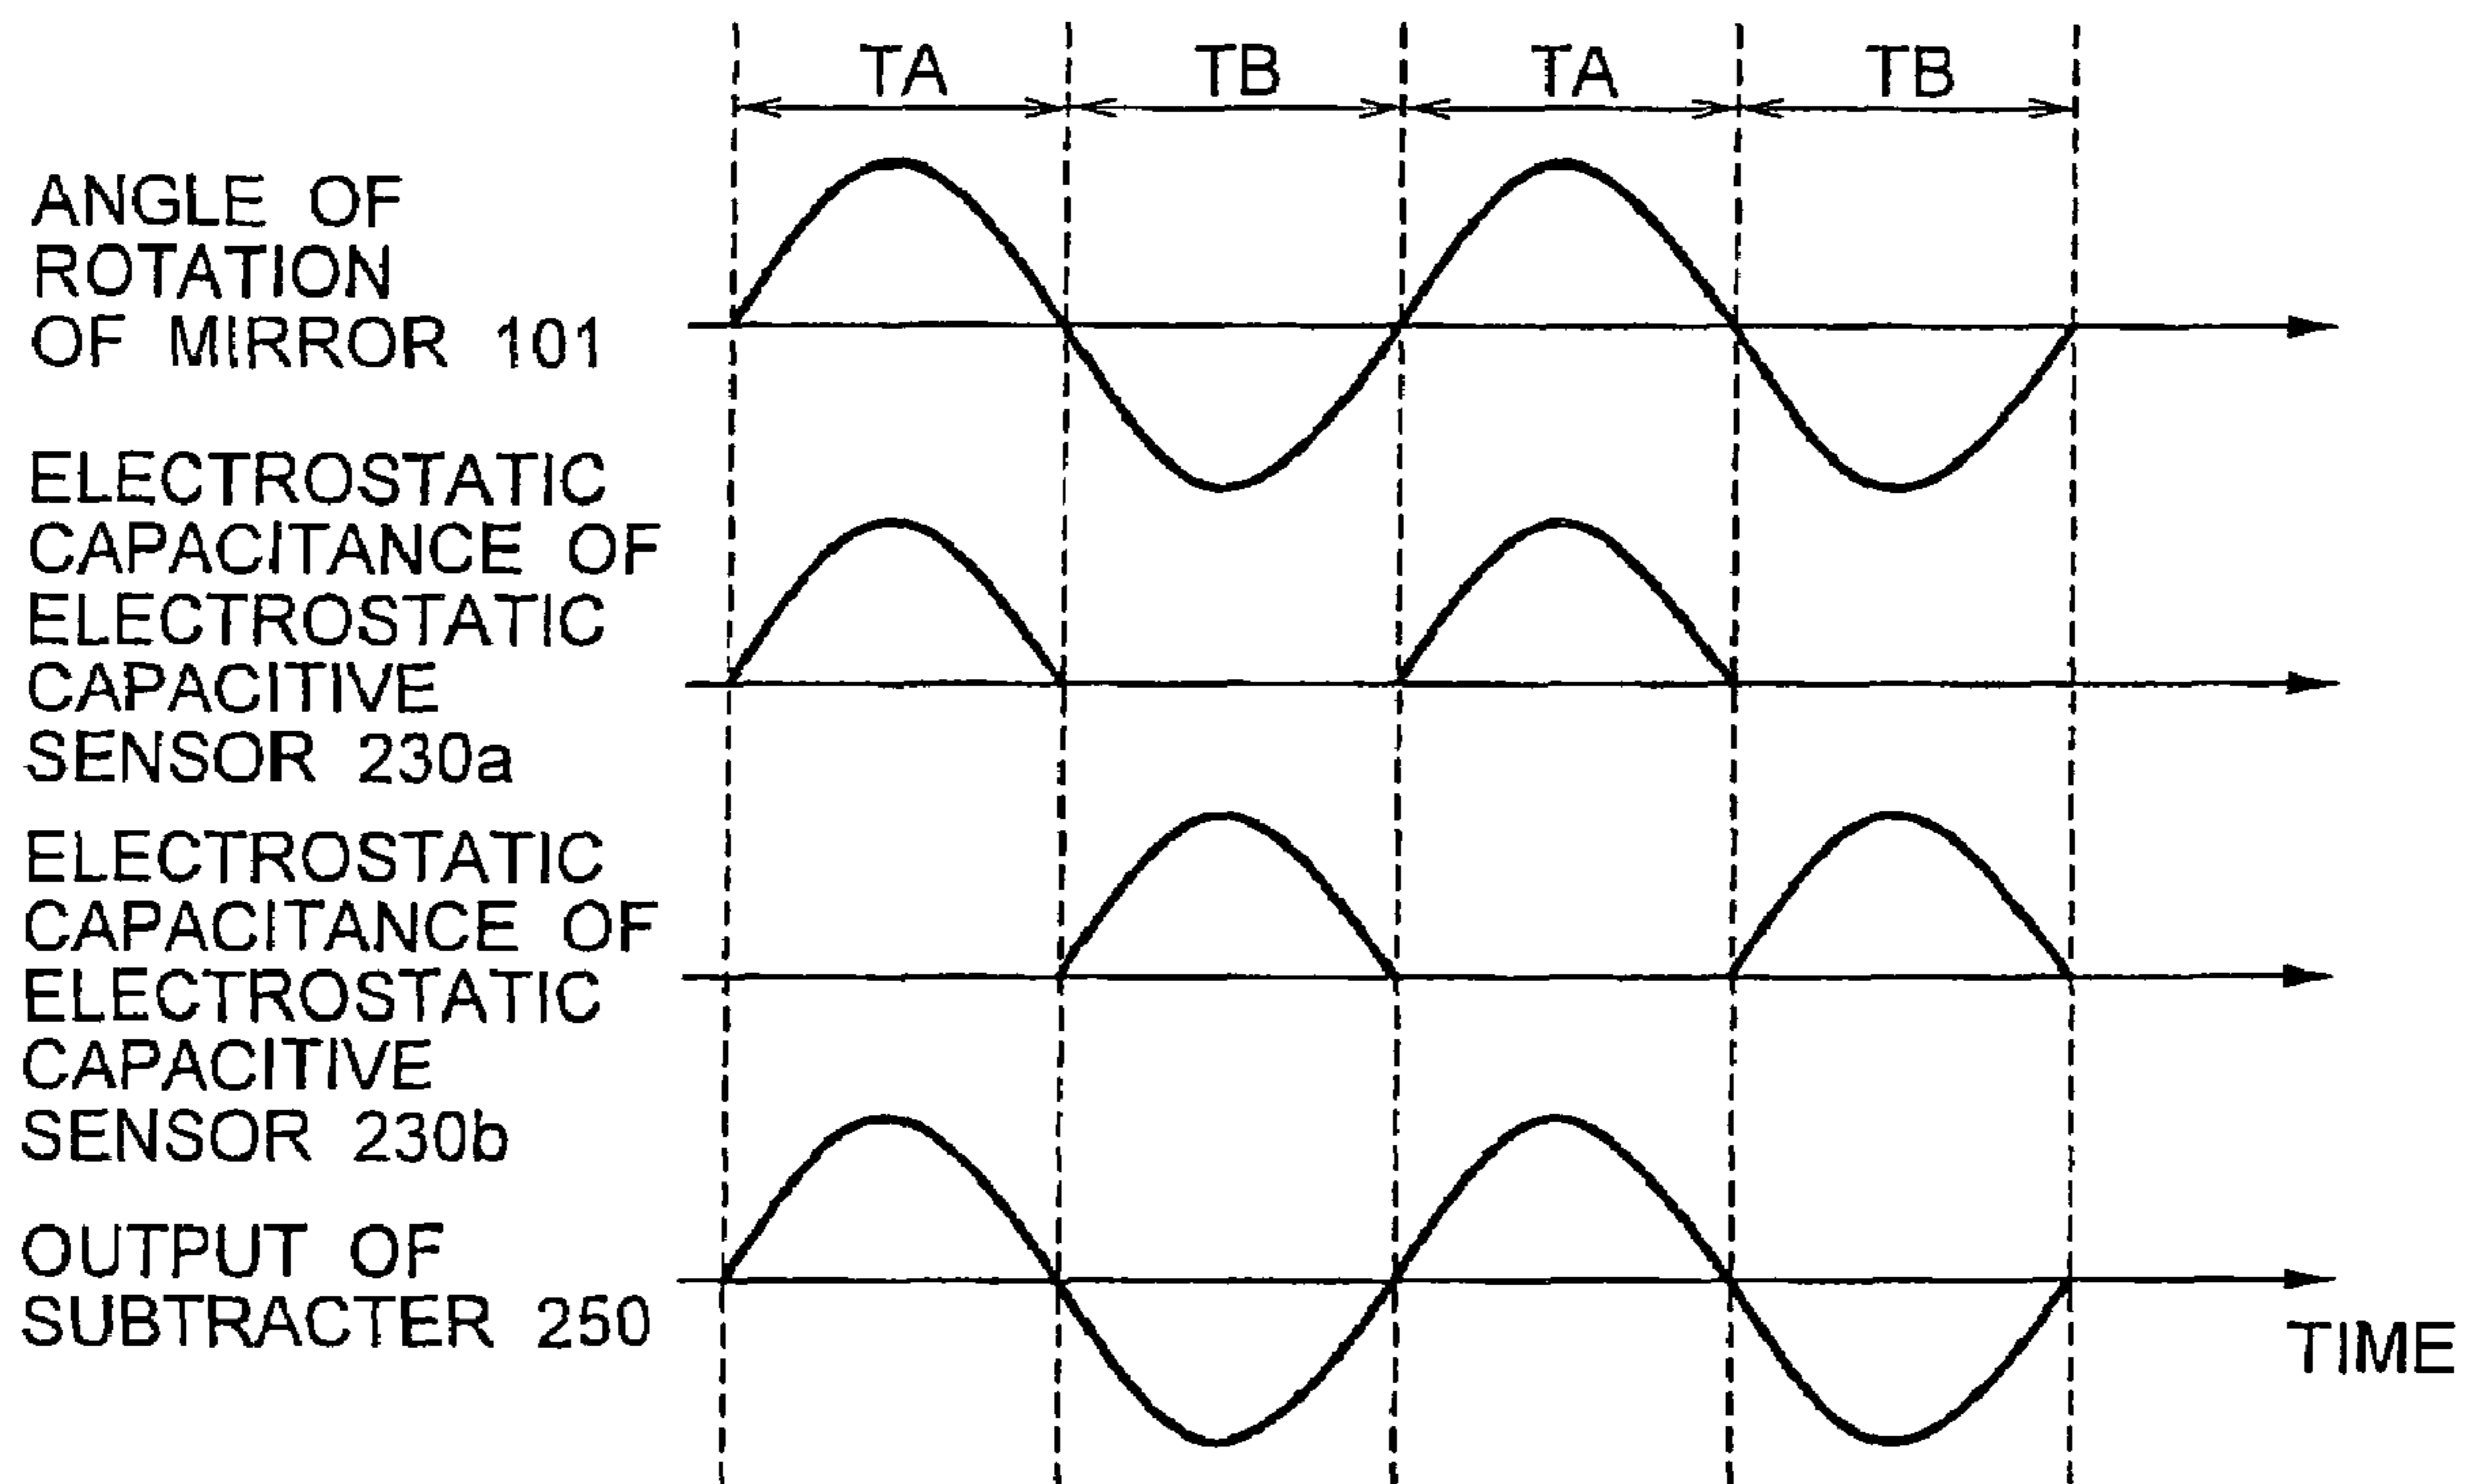 TA TB TA TB
ANGLE OF
ROTATION
OF MIRROR 101
ELECTROSTATIC
CAPACITANCE OF
ELECTROSTATIC
CAPACITIVE
SENSOR 230a
ELECTROSTATIC
CAPACITANCE OF
ELECTROSTATIC
CAPACITIVE
SENSOR 230b
OUTPUT OF
SUBTRACTER 250
TIME